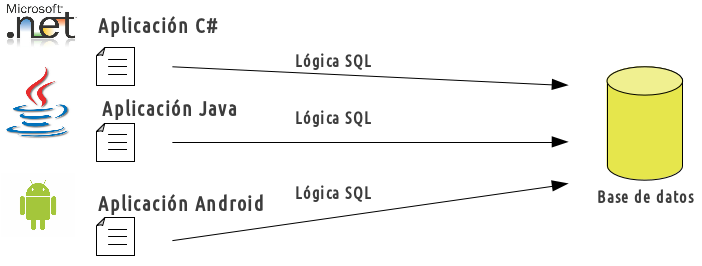 Microsoft
.net
Aplicación C#
Lógica SQL
Aplicación Java
Lógica SQL
Aplicación Android
Lógica SQL
Base de datos